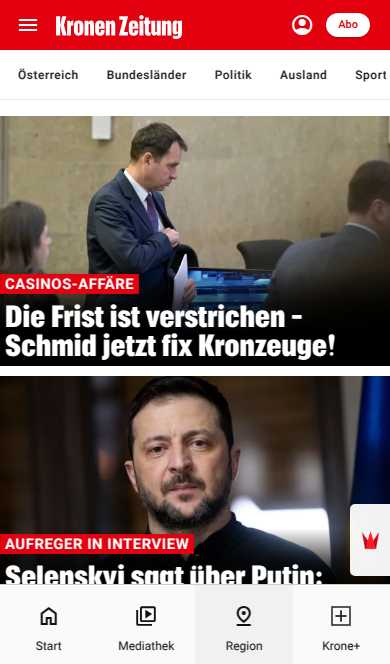 Kronen Zeitung
Abo
Österreich Bundesländer Politik Ausland Sport
CASINOS-AFFÄRE
Die Frist ist verstrichen –
Schmid jetzt fix Kronzeuge!
AUFREGER IN INTERVIEW
Selenskyj sagt über Putin:
Start Mediathek Region Krone+